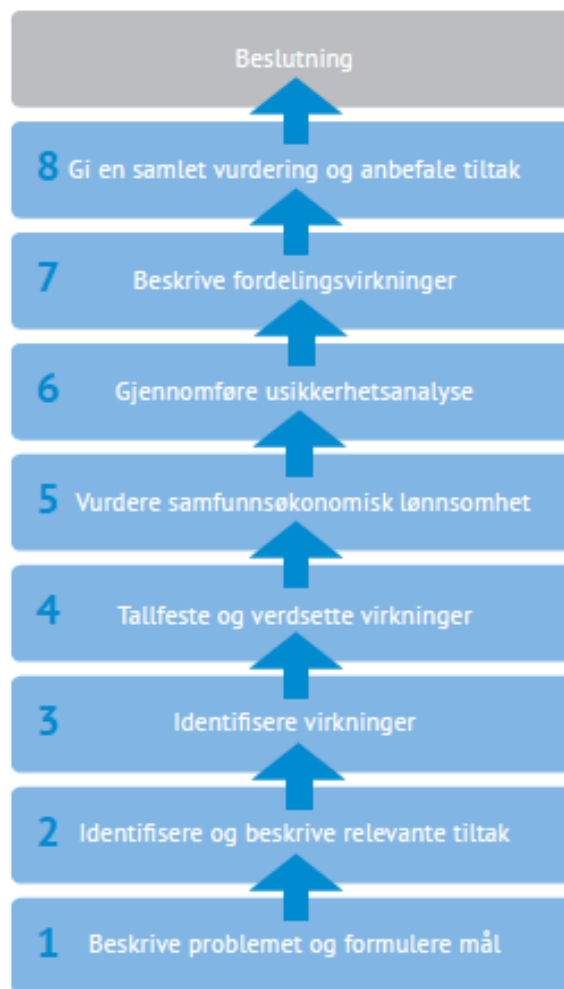 Beslutning
8 Gi en samlet vurdering og anbefale tiltak
7 Beskrive fordelingsvirkninger
6 Gjennomføre usikkerhetsanalyse
5 Vurdere samfunnsøkonomisk lønnsomhet
4 Tallfeste og verdsette virkninger
3 Identifisere virkninger
2 Identifisere og beskrive relevante tiltak
1 Beskrive problemet og formulere mål